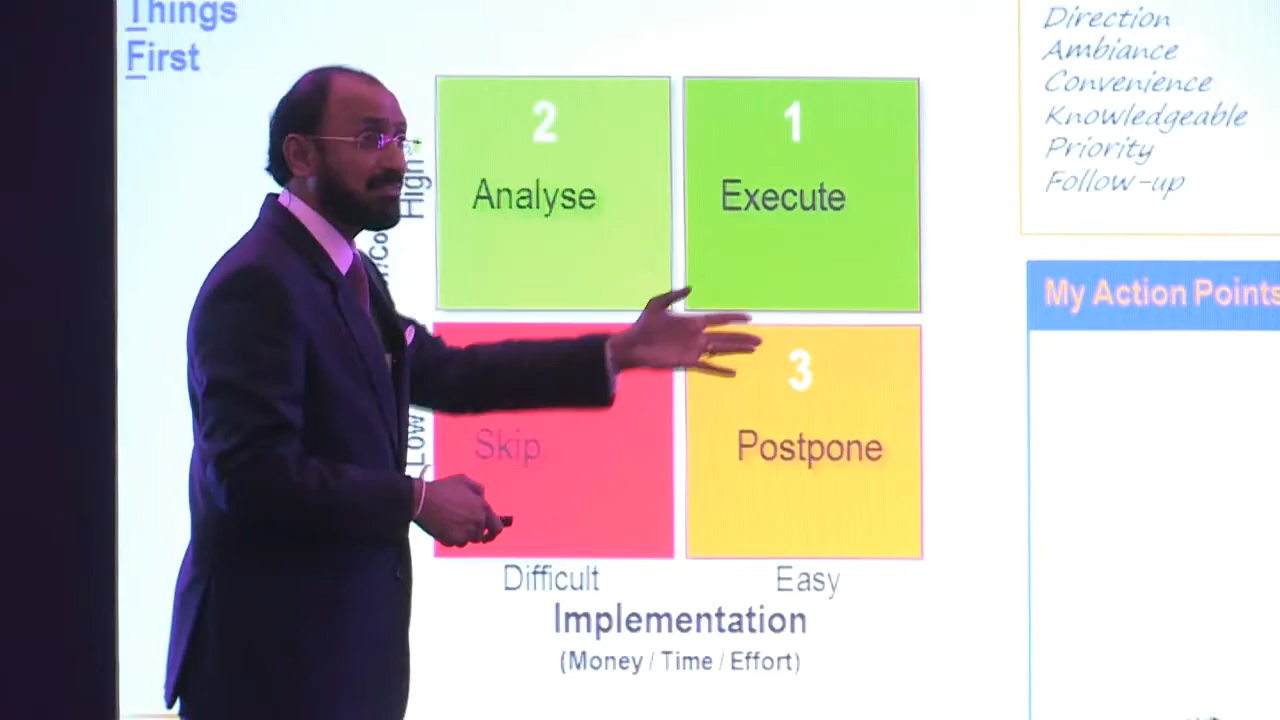 Things
First
2
Analyse
1
Execute
High
Low
Skip
3
Postpone
Difficult
Easy
Implementation
(Money / Time / Effort)
Direction
Ambiance
Convenience
Knowledgeable
Priority
Follow-up
My Action Points